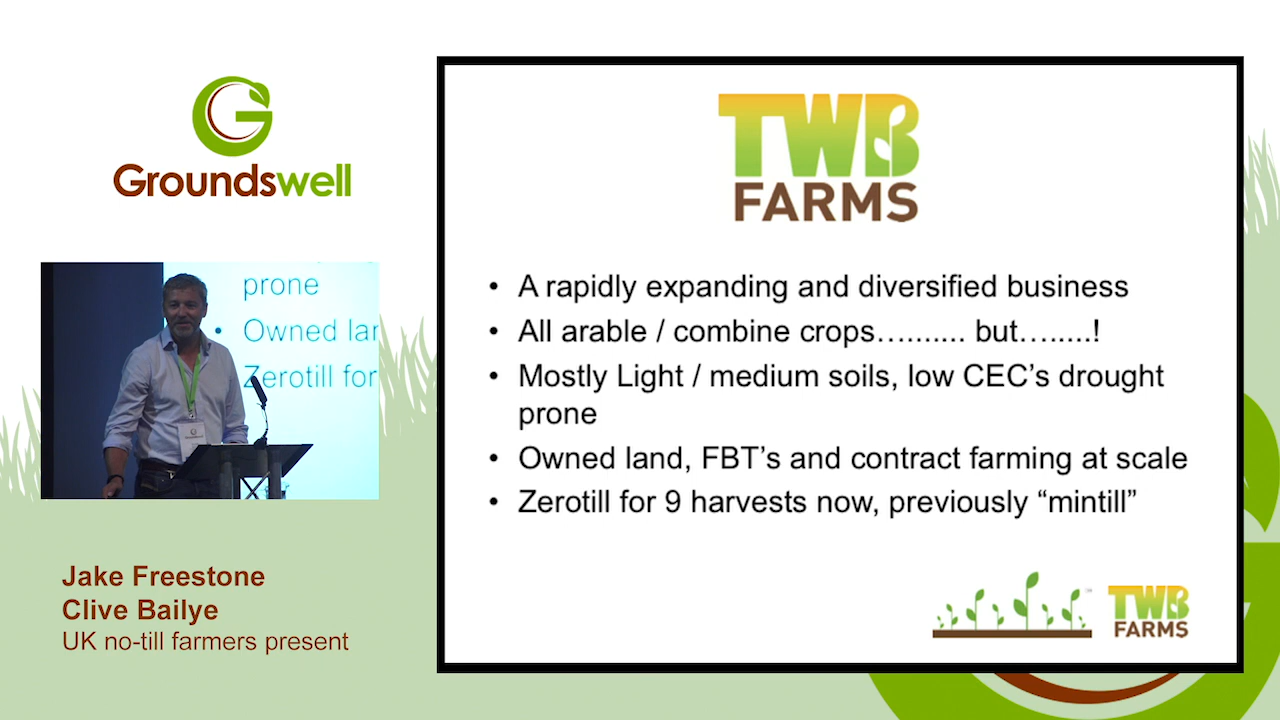 Groundswell
prone
• Owned lan
Zerotill for
Jake Freestone
Clive Bailye
UK no-till farmers present
TWB
FARMS
• A rapidly expanding and diversified business
• All arable / combine crops.......... but........!
• Mostly Light / medium soils, low CEC’s drought
prone
• Owned land, FBT’s and contract farming at scale
• Zerotill for 9 harvests now, previously “mintill”
TWB
FARMS